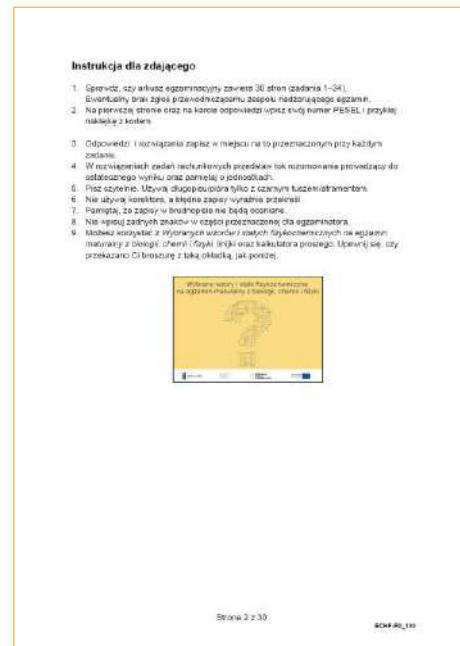 Instrukcja dla zdającego
1. Sprawdź, czy arkusz egzaminacyjny zawiera 30 stron (zadania 1–34).
Ewentualny brak zgłoś przewodniczącemu zespołu nadzorującego egzamin.
2. Na pierwszej stronie oraz na karcie odpowiedzi wpisz swój numer PESEL i przyklej
naklejkę z kodem.
3. Odpowiedzi i rozwiązania zapisz w miejscu na to przeznaczonym przy każdym
zadaniu.
4. W rozwiązaniach zadań rachunkowych przedstaw tok rozumowania prowadzący do
ostatecznego wyniku oraz pamiętaj o jednostkach.
5. Pisz czytelnie. Używaj długopisu/pióra tylko z czarnym tuszem/atramentem.
6. Nie używaj korektora, a błędne zapisy wyraźnie przekreśl.
7. Pamiętaj, że zapisy w brudnopisie nie będą oceniane.
8. Nie wpisuj żadnych znaków w części przeznaczonej dla egzaminatora.
9. Możesz korzystać z Wybranych wzorów i stałych fizykochemicznych na egzamin
maturalny z biologii, chemii i fizyki, linijki oraz kalkulatora prostego. Upewnij się, czy
przekazano Ci broszurę z taką okładką, jak poniżej.
Wybrane wzory i stałe fizykochemiczne
na egzamin maturalny z biologii, chemii i fizyki
Strona 2 z 30